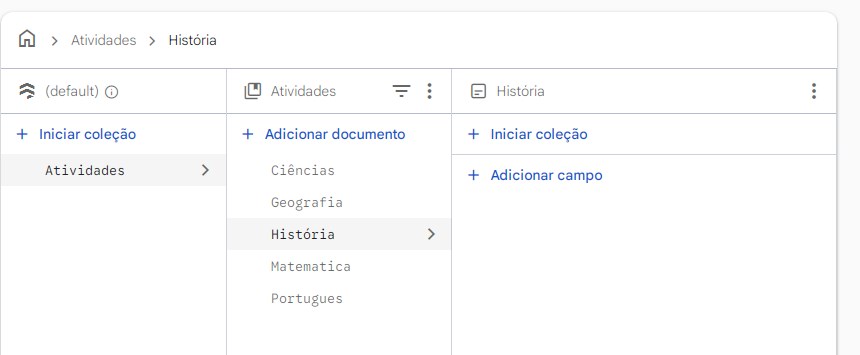 Atividades > História
(default) Atividades História
+ Iniciar coleção + Adicionar documento + Iniciar coleção
Atividades Ciências + Adicionar campo
Geografia
História
Matematica
Portugues